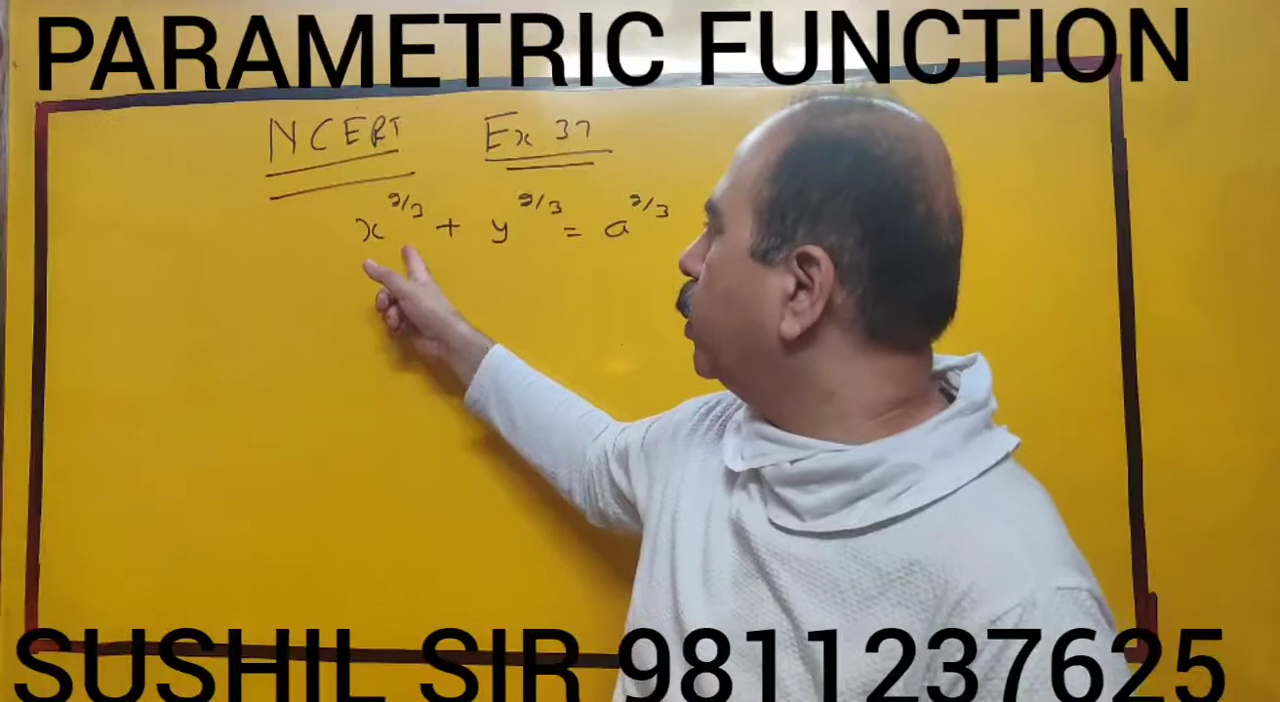 PARAMETRIC FUNCTION
NCERT Ex 37
x^{2/3} + y^{2/3} = a^{2/3}
SUSHIL SIR 9811237625